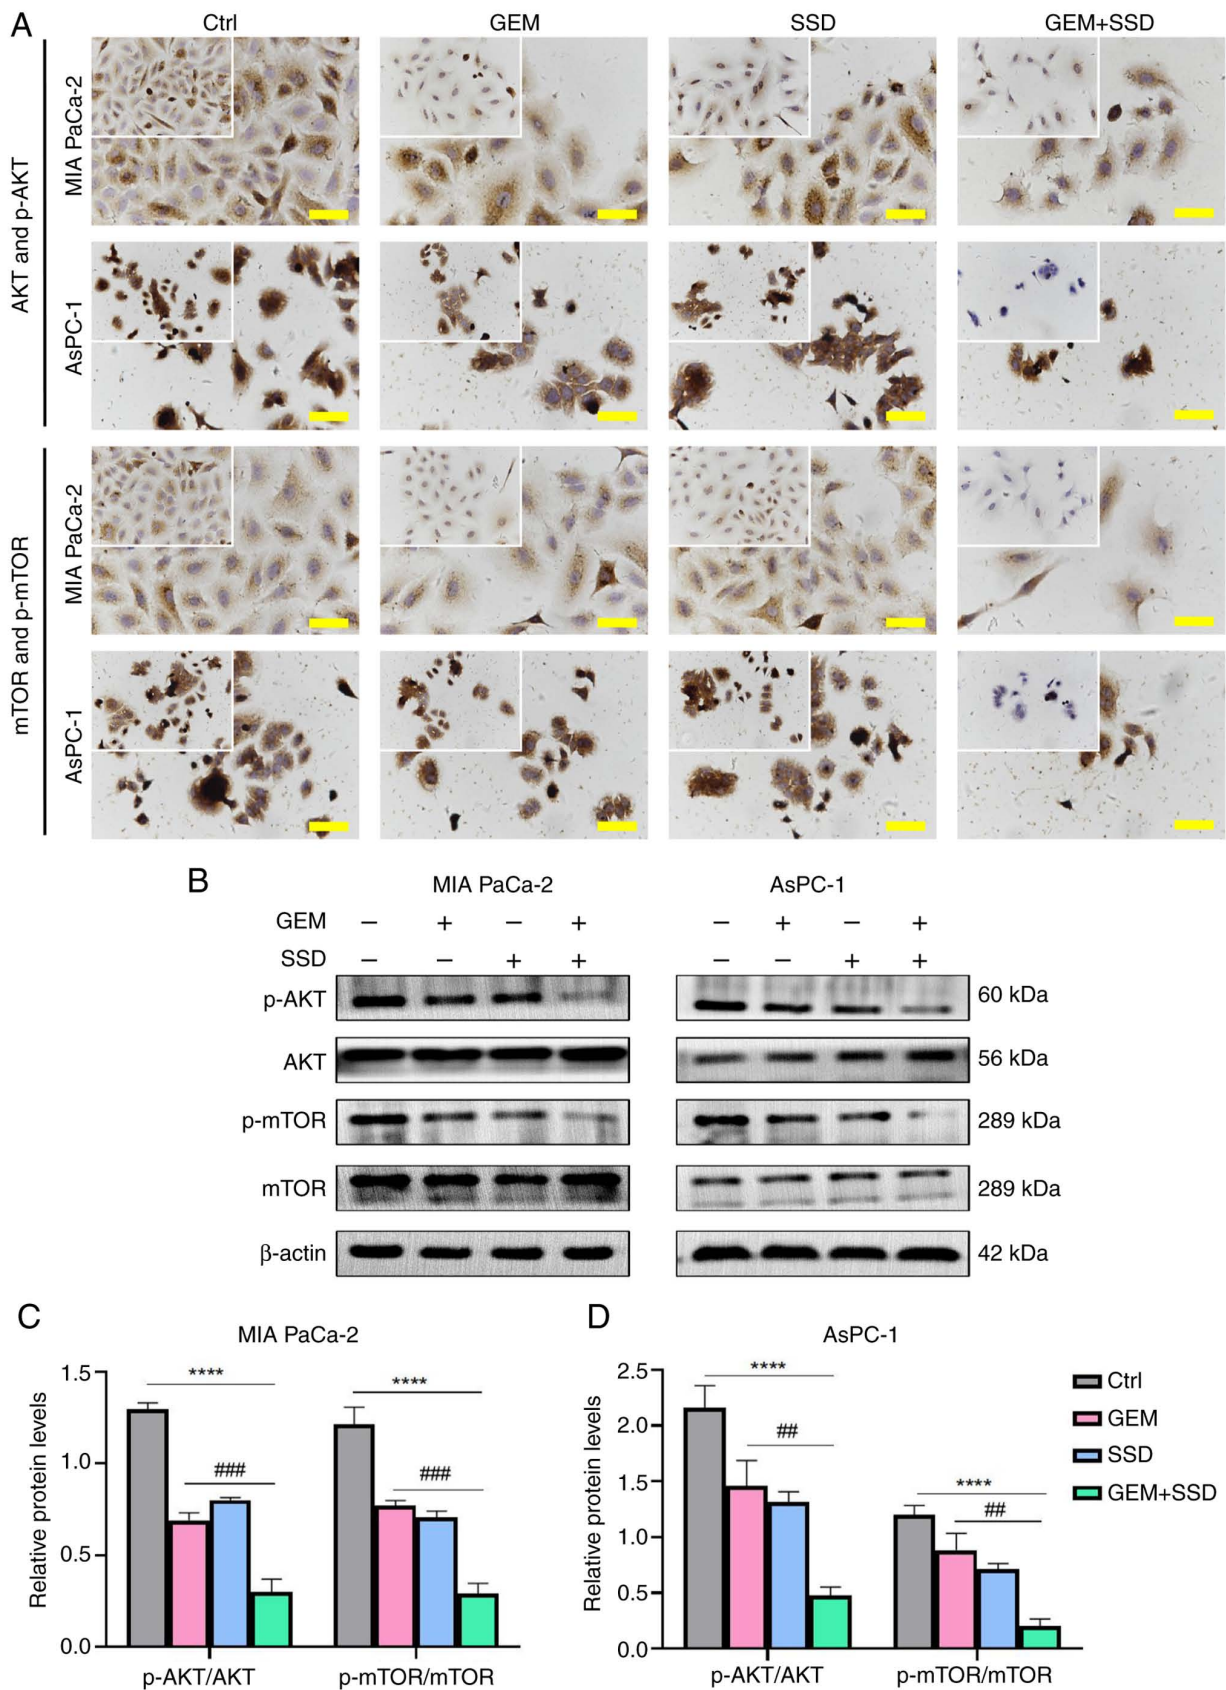 A
Ctrl GEM SSD GEM+SSD
AKT and p-AKT
MIA PaCa-2
AsPC-1
mTOR and p-mTOR
MIA PaCa-2
AsPC-1
B
MIA PaCa-2 AsPC-1
GEM − + − + − + − +
SSD − − + + − − + +
p-AKT 60 kDa
AKT 56 kDa
p-mTOR 289 kDa
mTOR 289 kDa
β-actin 42 kDa
C
MIA PaCa-2
Relative protein levels
1.5
1.0
0.5
0.0
****
###
****
###
p-AKT/AKT p-mTOR/mTOR
D
AsPC-1
Relative protein levels
2.5
2.0
1.5
1.0
0.5
0.0
****
##
****
##
p-AKT/AKT p-mTOR/mTOR
Ctrl
GEM
SSD
GEM+SSD